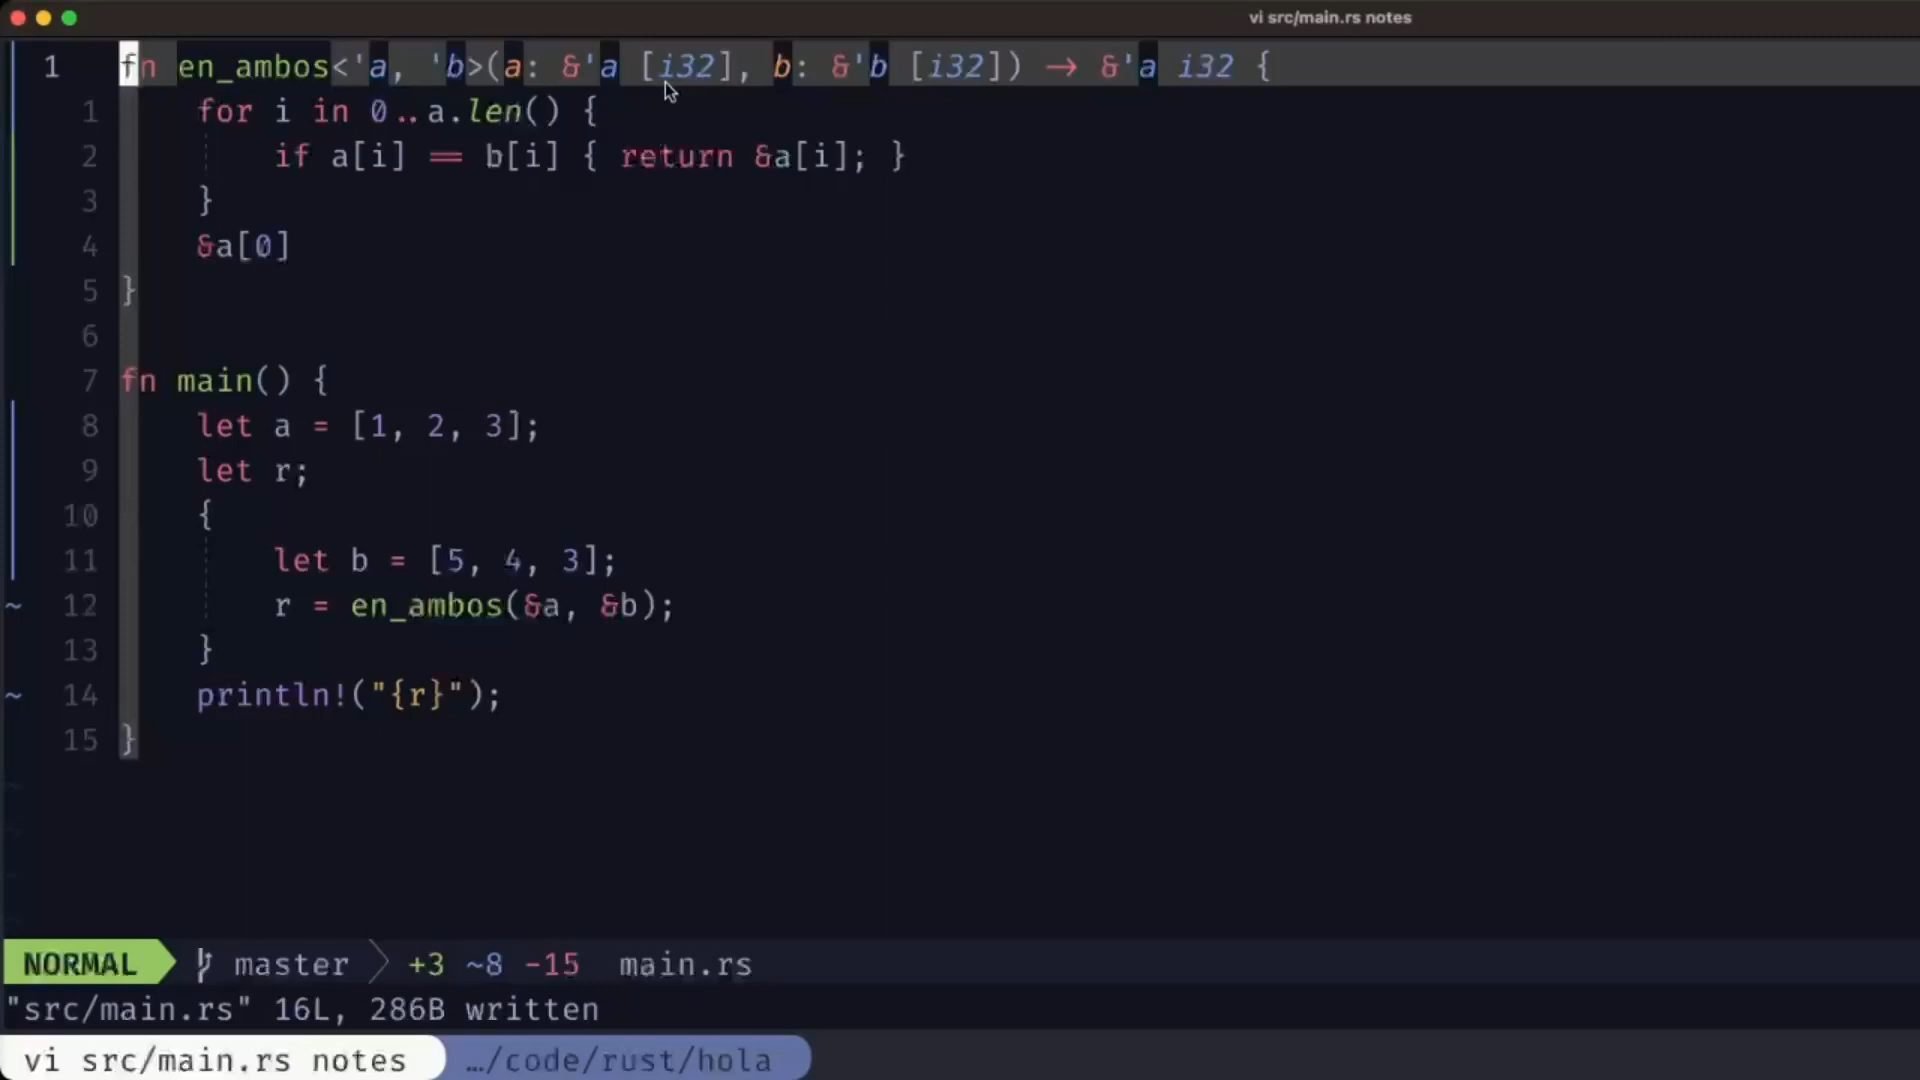 vi src/main.rs notes
1 fn en_ambos<'a, 'b>(a: &'a [i32], b: &'b [i32]) → &'a i32 {
1 for i in 0..a.len() {
2 if a[i] == b[i] { return &a[i]; }
3 }
4 &a[0]
5 }
6
7 fn main() {
8 let a = [1, 2, 3];
9 let r;
10 {
11 let b = [5, 4, 3];
~ 12 r = en_ambos(&a, &b);
13 }
~ 14 println!("{r}");
15 }
NORMAL master +3 ~8 -15 main.rs
"src/main.rs" 16L, 286B written
vi src/main.rs notes …/code/rust/hola